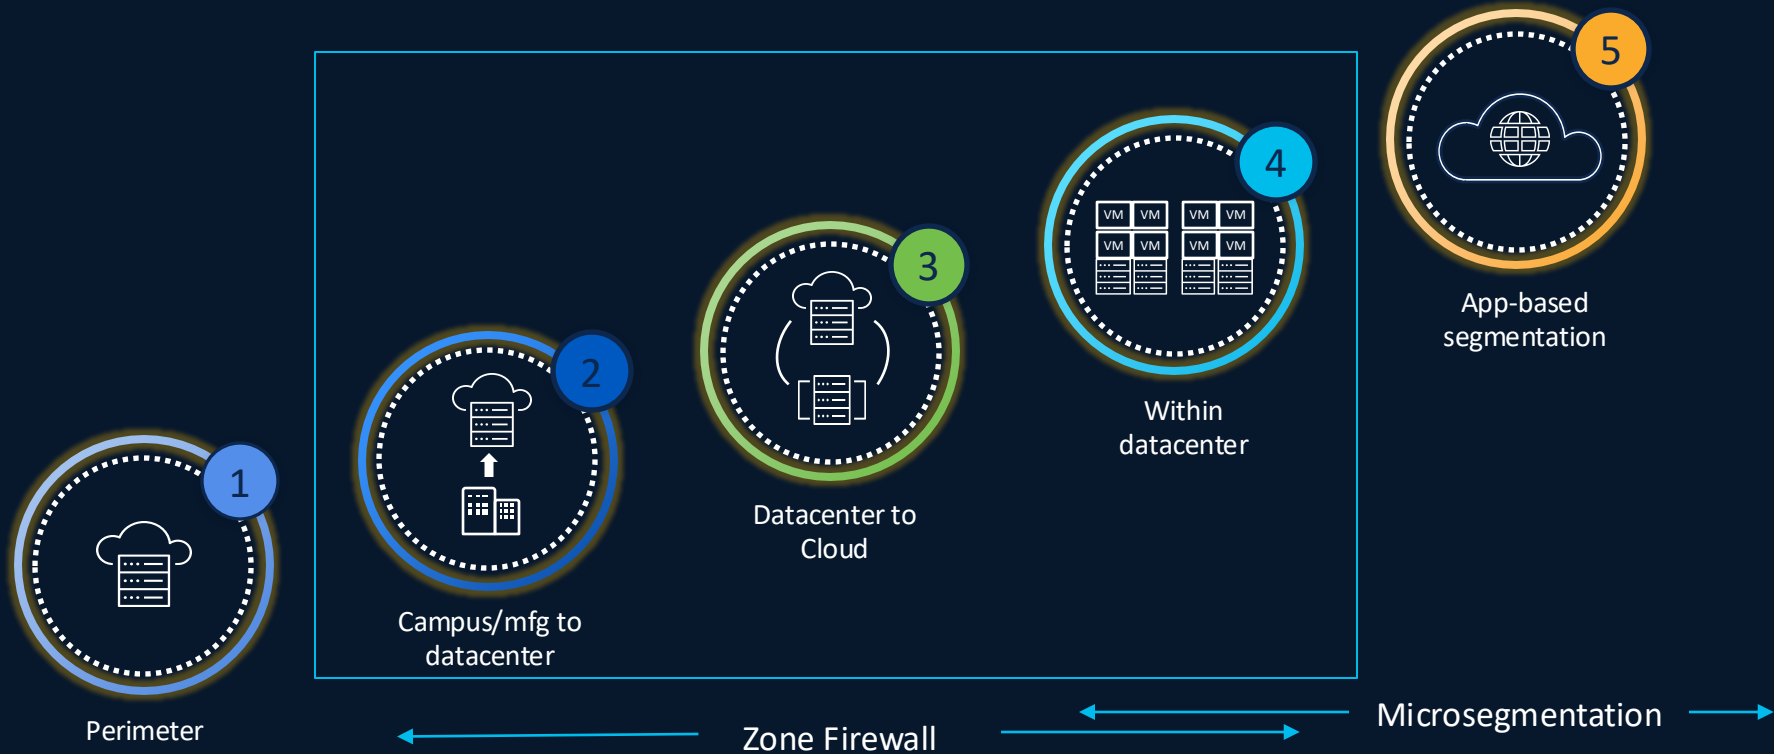 1
Perimeter
2
Campus/mfg to
datacenter
3
Datacenter to
Cloud
4
VM VM VM VM
VM VM VM VM
Within
datacenter
5
App-based
segmentation
Zone Firewall
Microsegmentation